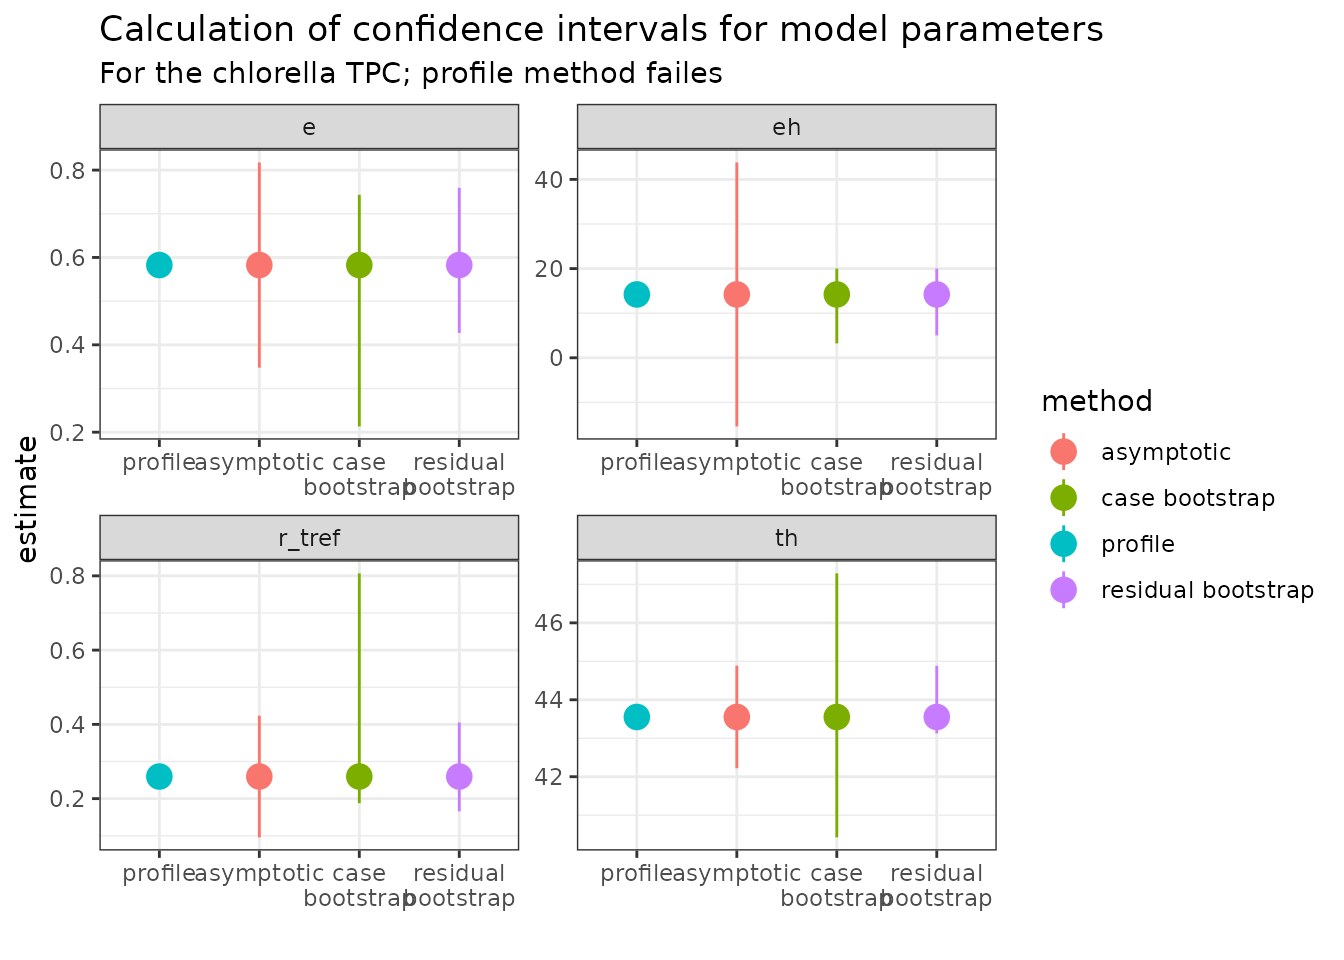 Calculation of confidence intervals for model parameters
For the chlorella TPC; profile method failes
e
0.8
0.6
0.4
0.2
profile asymptotic case residual
bootstrap bootstrap
eh
40
20
0
profile asymptotic case residual
bootstrap bootstrap
estimate
r_tref
0.8
0.6
0.4
0.2
profile asymptotic case residual
bootstrap bootstrap
th
46
44
42
profile asymptotic case residual
bootstrap bootstrap
method
asymptotic
case bootstrap
profile
residual bootstrap